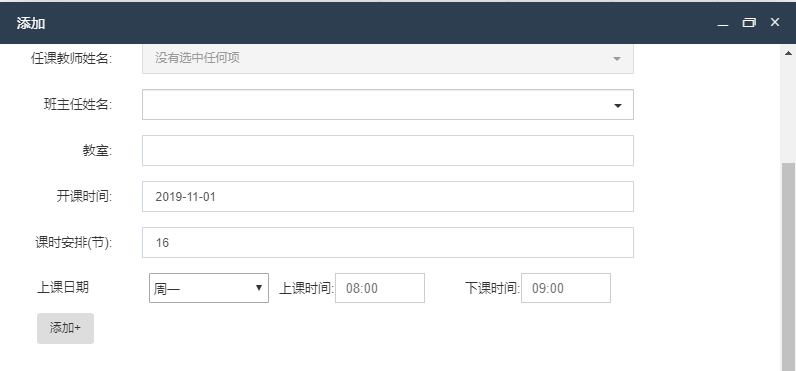 添加
任课教师姓名: 没有选中任何项
班主任姓名:
教室:
开课时间: 2019-11-01
课时安排(节): 16
上课日期 周一 上课时间: 08:00 下课时间: 09:00
添加+